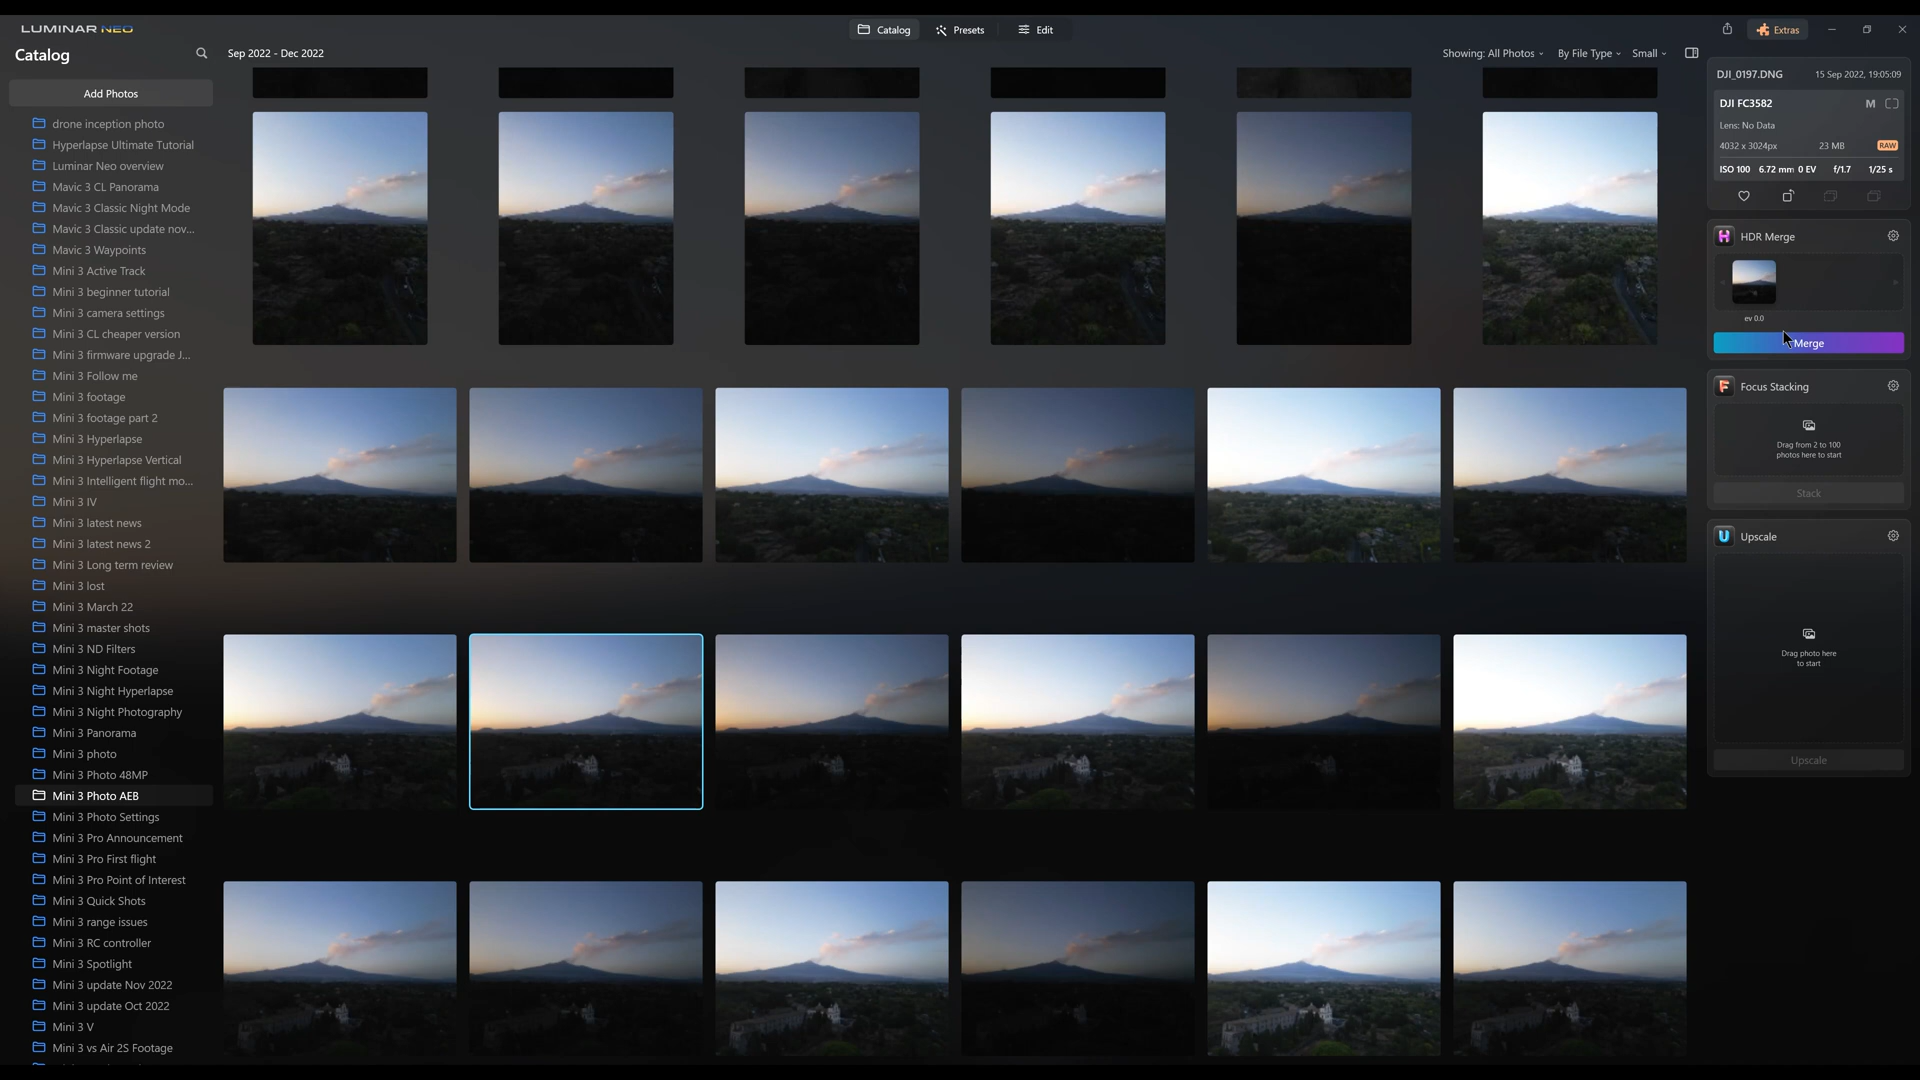 LUMINAR NEO
Catalog
Presets
Edit
Extras
Catalog
Sep 2022 - Dec 2022
Showing: All Photos
By File Type
Small
Add Photos
drone inception photo
Hyperlapse Ultimate Tutorial
Luminar Neo overview
Mavic 3 CL Panorama
Mavic 3 Classic Night Mode
Mavic 3 Classic update nov...
Mavic 3 Waypoints
Mini 3 Active Track
Mini 3 beginner tutorial
Mini 3 camera settings
Mini 3 CL cheaper version
Mini 3 firmware upgrade J...
Mini 3 Follow me
Mini 3 footage
Mini 3 footage part 2
Mini 3 Hyperlapse
Mini 3 Hyperlapse Vertical
Mini 3 Intelligent flight mo...
Mini 3 IV
Mini 3 latest news
Mini 3 latest news 2
Mini 3 Long term review
Mini 3 lost
Mini 3 March 22
Mini 3 master shots
Mini 3 ND Filters
Mini 3 Night Footage
Mini 3 Night Hyperlapse
Mini 3 Night Photography
Mini 3 Panorama
Mini 3 photo
Mini 3 Photo 48MP
Mini 3 Photo AEB
Mini 3 Photo Settings
Mini 3 Pro Announcement
Mini 3 Pro First flight
Mini 3 Pro Point of Interest
Mini 3 Quick Shots
Mini 3 range issues
Mini 3 RC controller
Mini 3 Spotlight
Mini 3 update Nov 2022
Mini 3 update Oct 2022
Mini 3 V
Mini 3 vs Air 2S Footage
DJI_0197.DNG 15 Sep 2022, 19:05:09
DJI FC3582 M
Lens: No Data
4032 x 3024px 23 MB RAW
ISO 100 6.72 mm 0 EV f/1.7 1/25 s
H HDR Merge
ev 0.0
Merge
F Focus Stacking
Drag from 2 to 100
photos here to start
Stack
U Upscale
Drag photo here
to start
Upscale